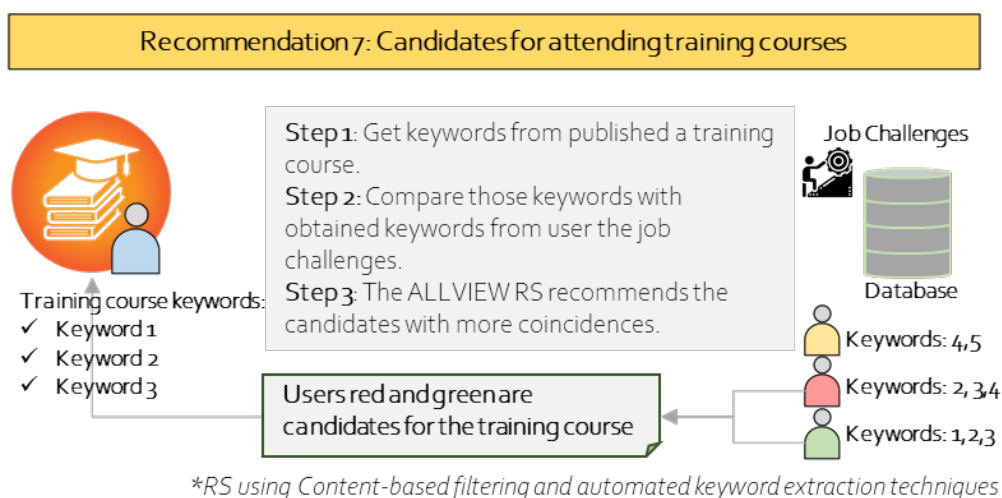 Recommendation 7: Candidates for attending training courses
Step 1: Get keywords from published a training
course.
Step 2: Compare those keywords with
obtained keywords from user the job
challenges.
Step 3: The ALLVIEW RS recommends the
candidates with more coincidences.
Job Challenges
Database
Training course keywords:
✓ Keyword 1
✓ Keyword 2
✓ Keyword 3
Keywords: 4,5
Keywords: 2, 3,4
Keywords: 1,2,3
Users red and green are
candidates for the training course
*RS using Content-based filtering and automated keyword extraction techniques